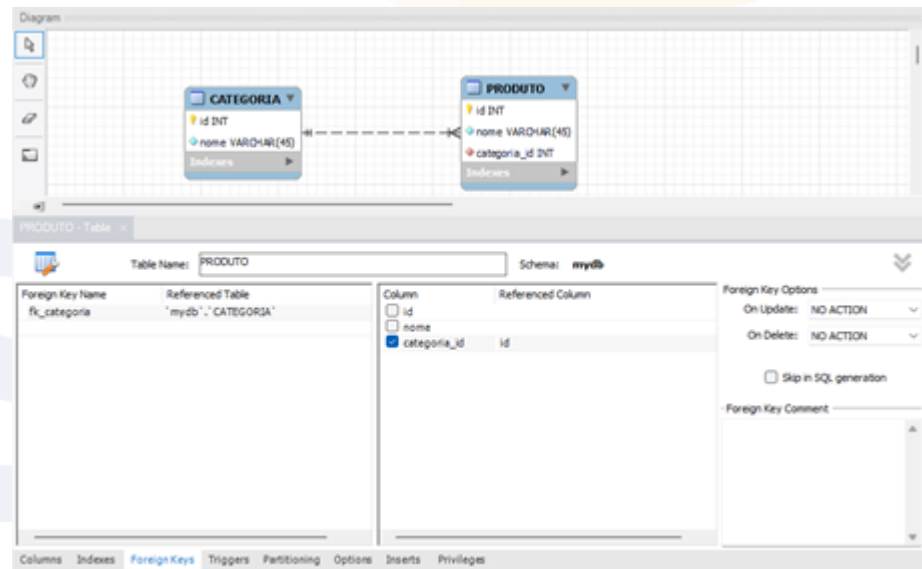 Diagram
CATEGORIA
id INT
nome VARCHAR(45)
Indexes
PRODUTO
id INT
nome VARCHAR(45)
categoria_id INT
Indexes
PRODUTO - Table ×
Table Name: PRODUTO Schema: mydb
Foreign Key Name Referenced Table
fk_categoria `mydb`.`CATEGORIA`
Column Referenced Column
id
nome
categoria_id id
Foreign Key Options
On Update: NO ACTION
On Delete: NO ACTION
Skip in SQL generation
Foreign Key Comment
Columns Indexes Foreign Keys Triggers Partitioning Options Inserts Privileges